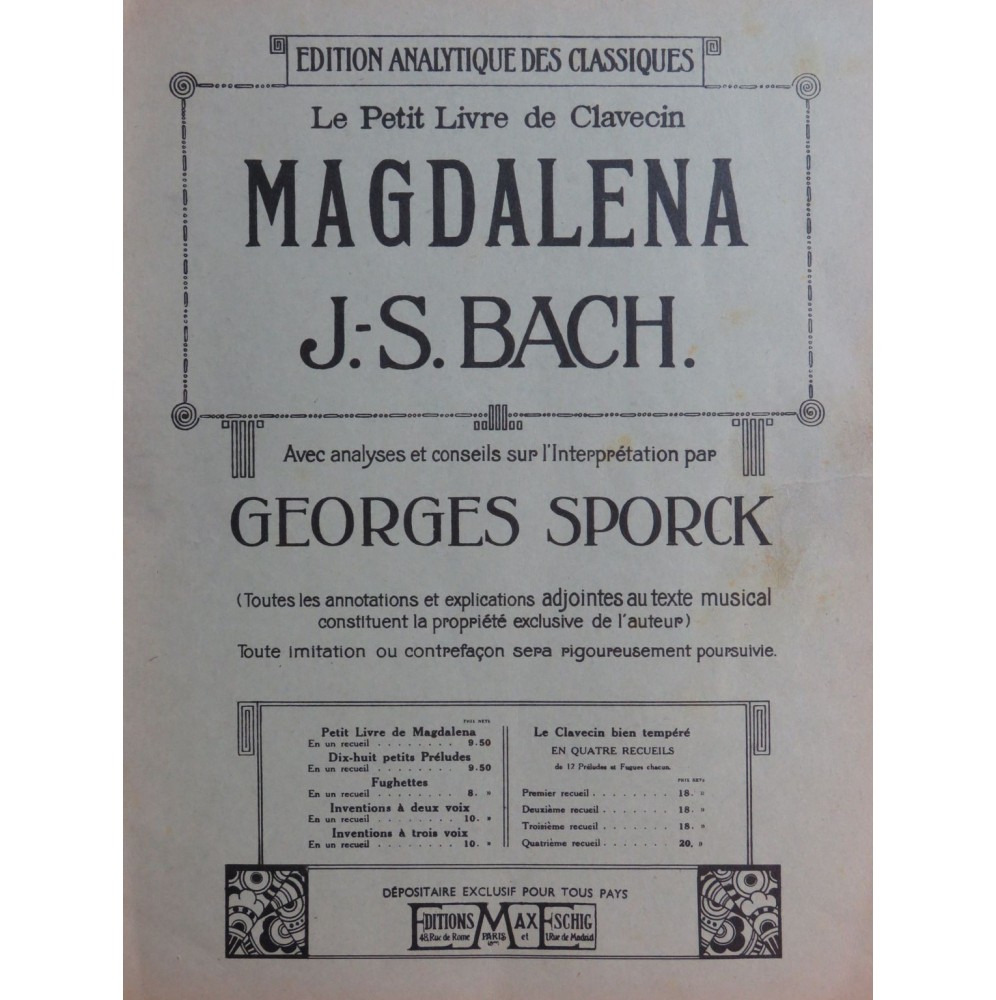 EDITION ANALYTIQUE DES CLASSIQUES
Le Petit Livre de Clavecin
MAGDALENA
J.-S. BACH.
Avec analyses et conseils sur l'Interprétation par
GEORGES SPORCK
(Toutes les annotations et explications adjointes au texte musical
constituent la propriété exclusive de l'auteur)
Toute imitation ou contrefaçon sera rigoureusement poursuivie.
PRIX NETS
Petit Livre de Magdalena
En un recueil . . . . . . . . 9.50
Dix-huit petits Préludes
En un recueil . . . . . . . . 9.50
Fughettes
En un recueil . . . . . . . . 8. »
Inventions à deux voix
En un recueil . . . . . . . . 10. »
Inventions à trois voix
En un recueil . . . . . . . . 10. »
Le Clavecin bien tempéré
EN QUATRE RECUEILS
de 12 Préludes et Fugues chacun.
PRIX NETS
Premier recueil . . . . . . . . 18. »
Deuxième recueil . . . . . . . 18. »
Troisième recueil . . . . . . . 18. »
Quatrième recueil . . . . . . . 20, »
DÉPOSITAIRE EXCLUSIF POUR TOUS PAYS
EDITIONS MAX ESCHIG
48, Rue de Rome PARIS et 1, Rue de Madrid